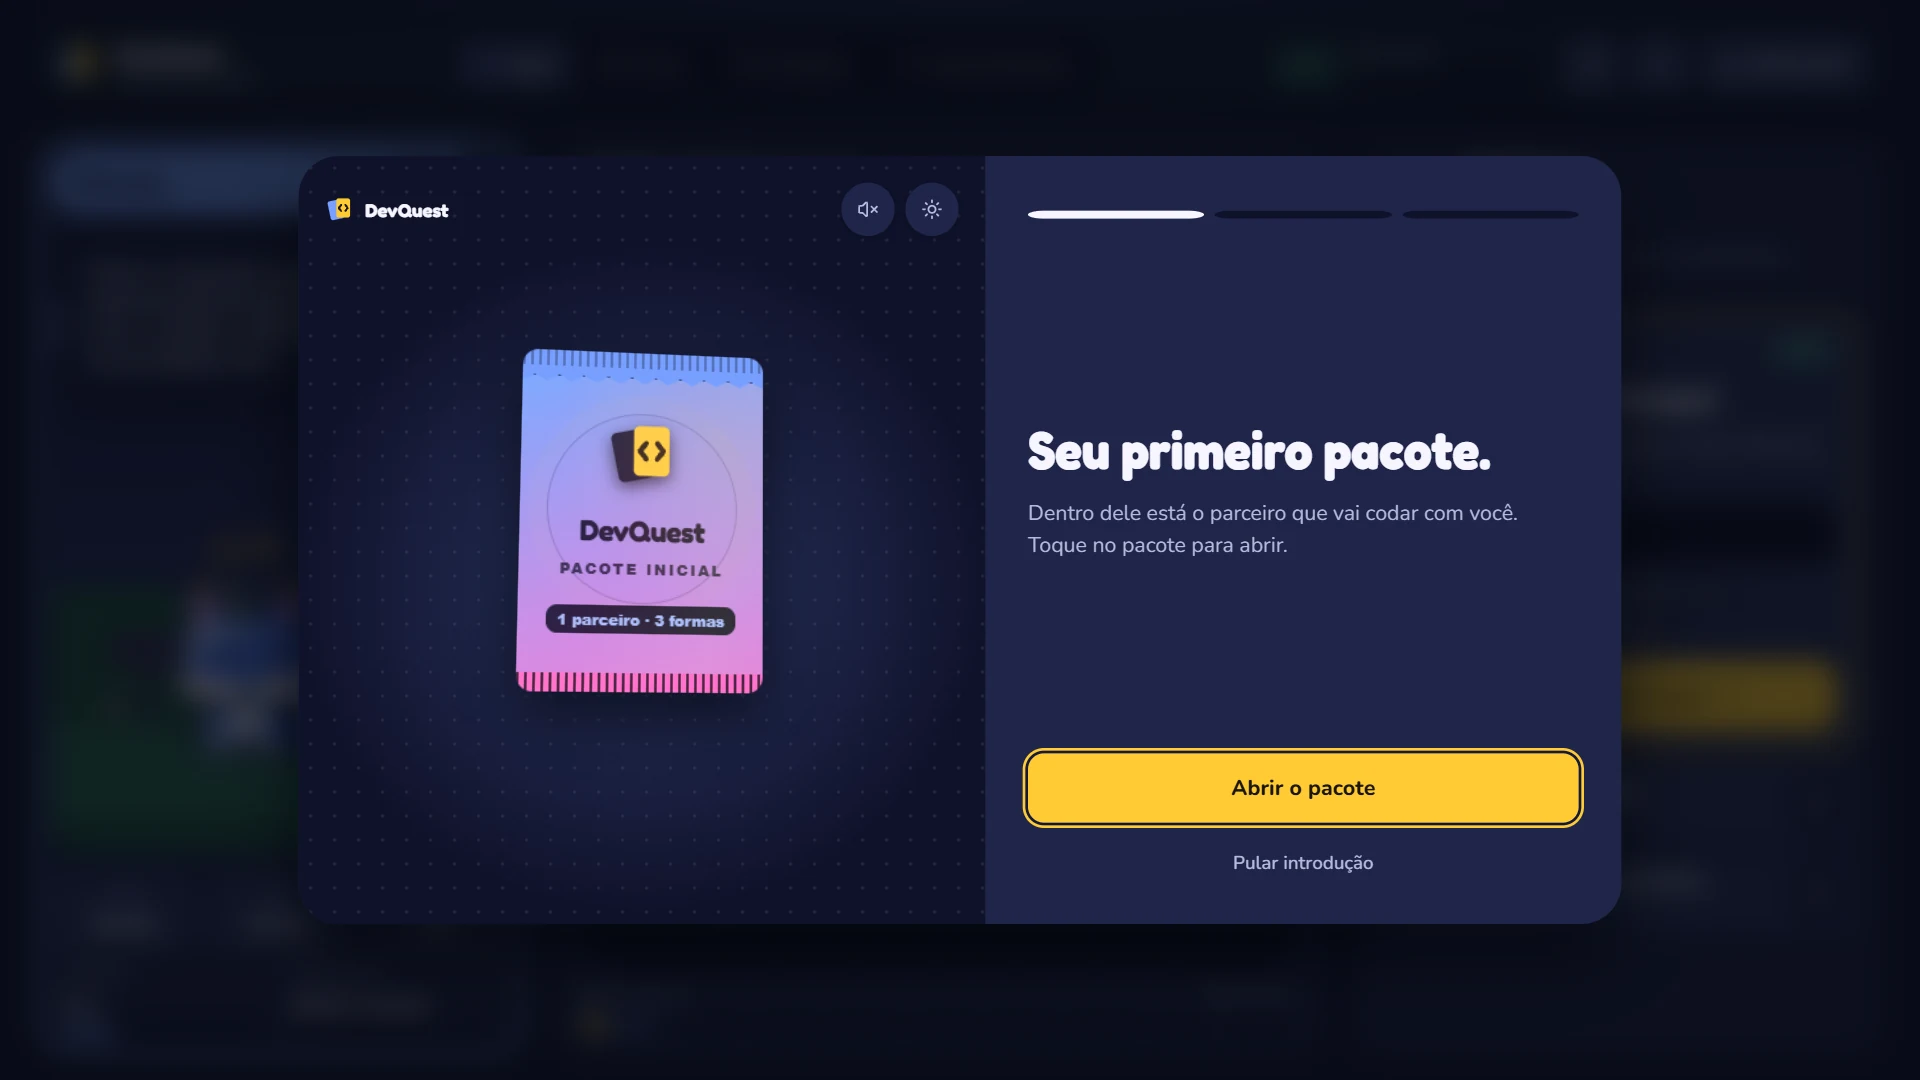 DevQuest
DevQuest
PACOTE INICIAL
1 parceiro · 3 formas
Seu primeiro pacote.
Dentro dele está o parceiro que vai codar com você.
Toque no pacote para abrir.
Abrir o pacote
Pular introdução